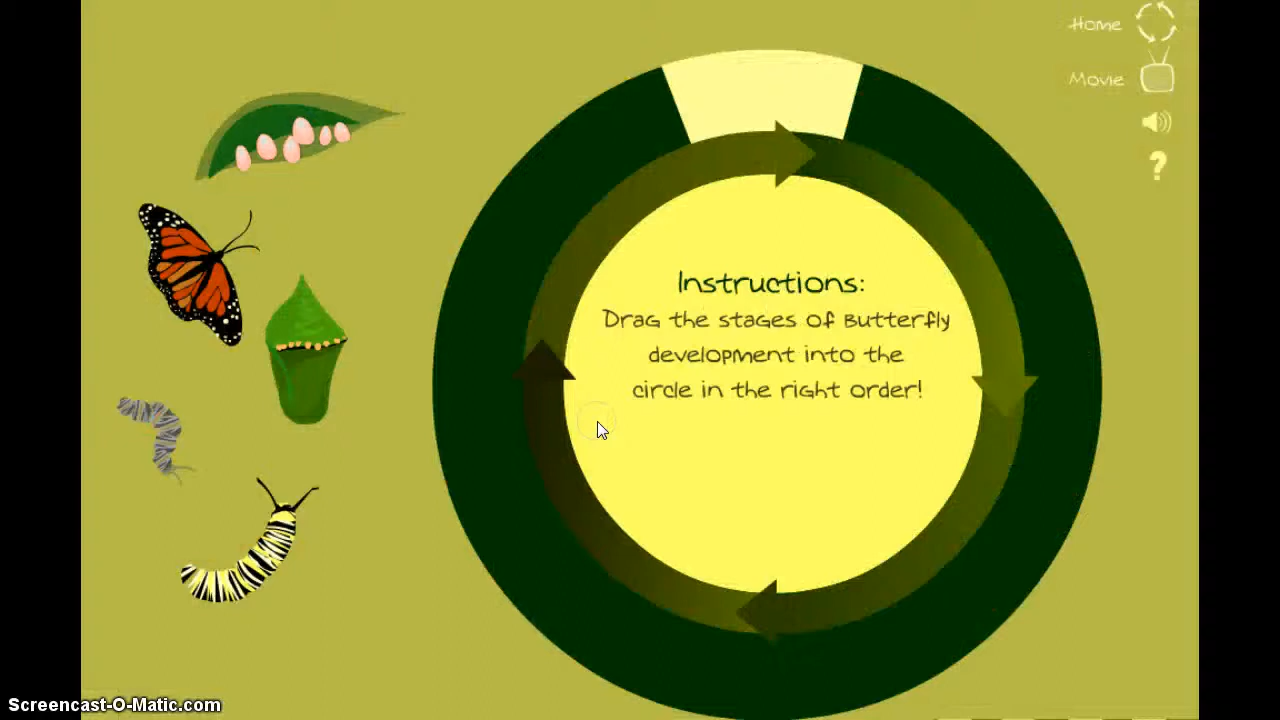 Home
Movie
?
Instructions:
Drag the stages of Butterfly
development into the
circle in the right order!
Screencast-O-Matic.com